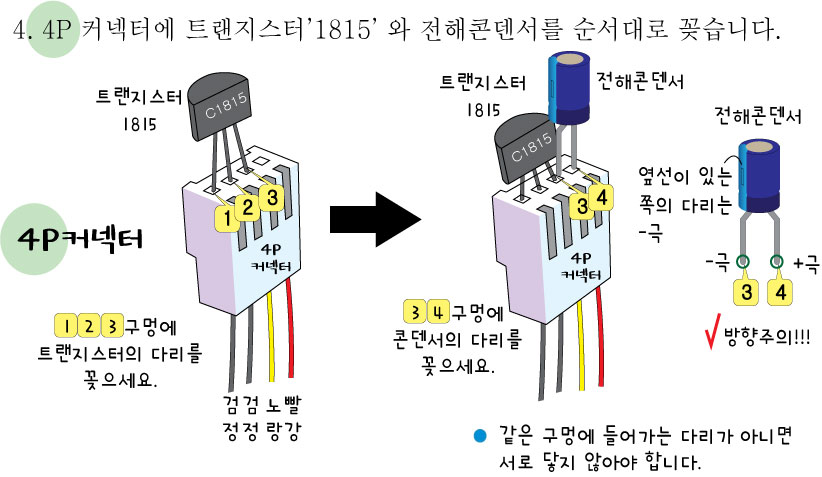 4. 4P 커넥터에 트랜지스터’1815’ 와 전해콘덴서를 순서대로 꽂습니다.
트랜지스터
1815
C1815
1 2 3
4P
커넥터
4P커넥터
1 2 3 구멍에
트랜지스터의 다리를
꽂으세요.
검 검 노 빨
정 정 랑 강
트랜지스터
1815
전해콘덴서
C1815
3 4
4P
커넥터
3 4 구멍에
콘덴서의 다리를
꽂으세요.
전해콘덴서
옆선이 있는
쪽의 다리는
-극
-극 +극
3 4
√방향주의!!!
● 같은 구멍에 들어가는 다리가 아니면
서로 닿지 않아야 합니다.